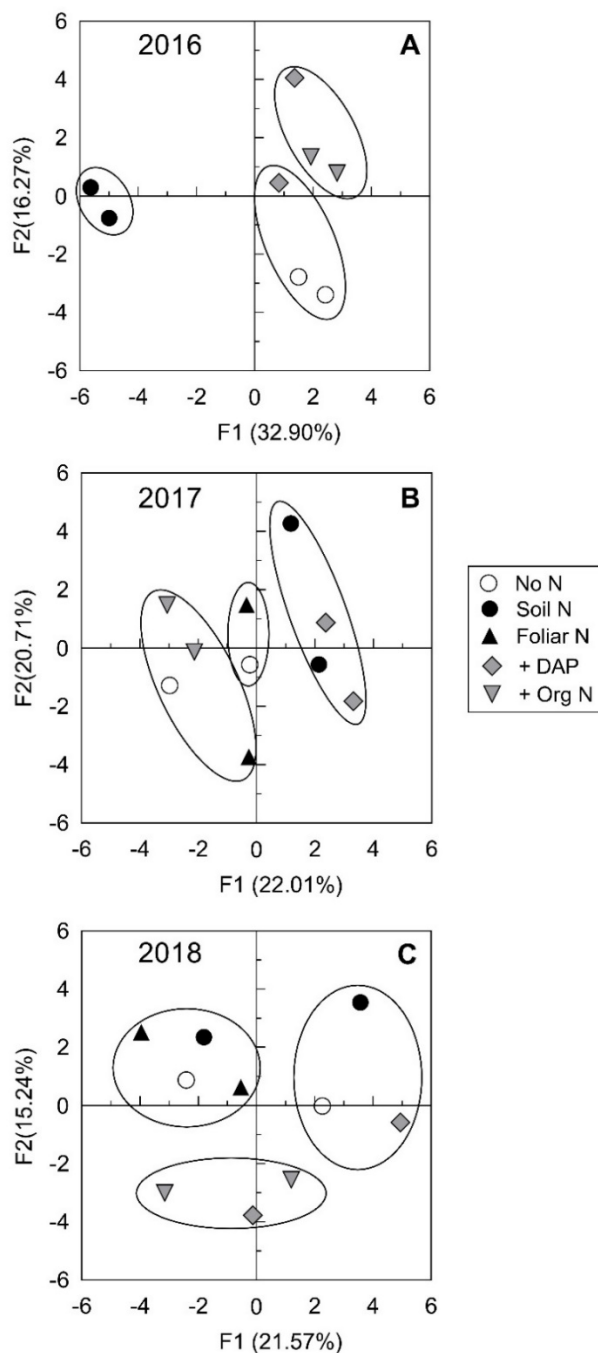 2016 A
6
4
2
0
-2
-4
-6
F2(16.27%)
-6 -4 -2 0 2 4 6
F1 (32.90%)
2017 B
6
4
2
0
-2
-4
-6
F2(20.71%)
-6 -4 -2 0 2 4 6
F1 (22.01%)
No N
Soil N
Foliar N
+ DAP
+ Org N
2018 C
6
4
2
0
-2
-4
-6
F2(15.24%)
-6 -4 -2 0 2 4 6
F1 (21.57%)